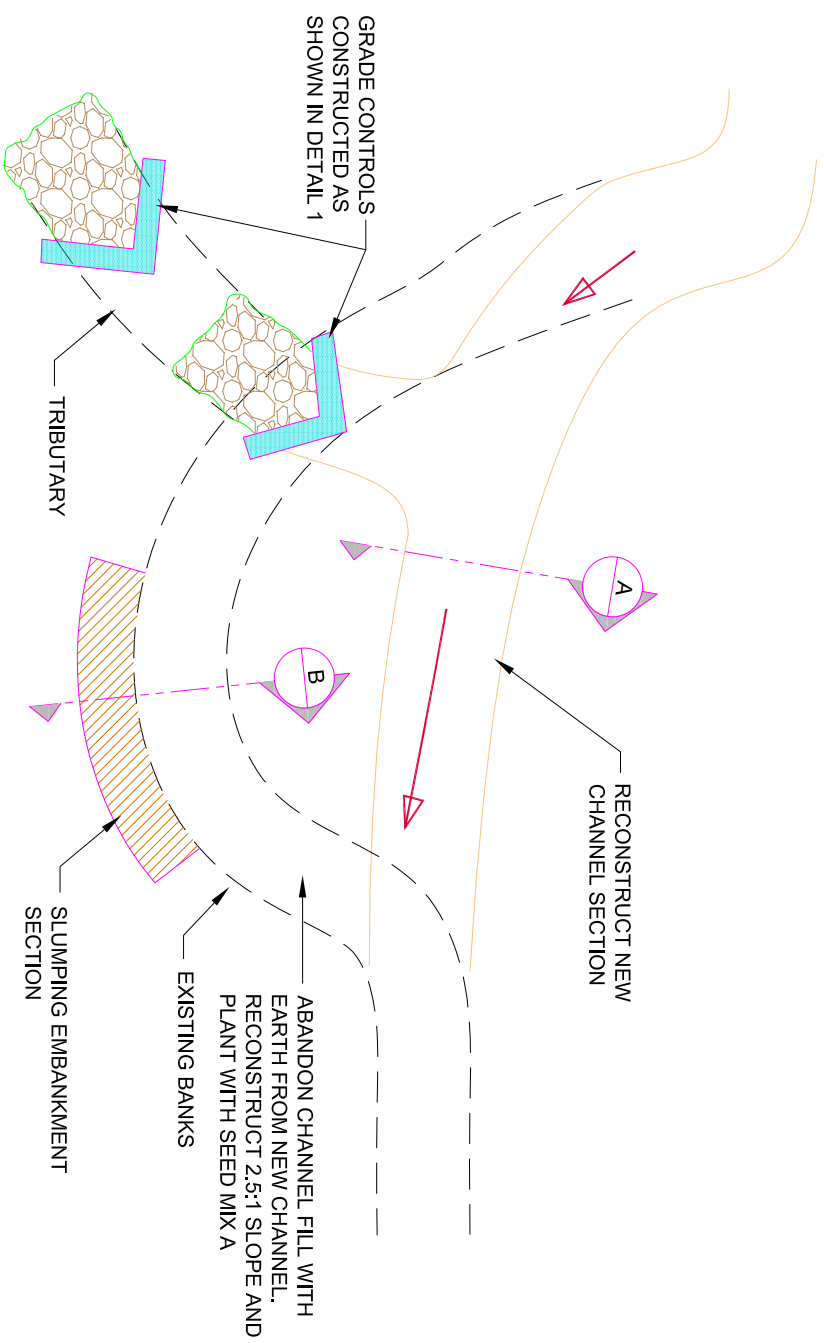 GRADE CONTROLS
CONSTRUCTED AS
SHOWN IN DETAIL 1
TRIBUTARY
A
B
RECONSTRUCT NEW
CHANNEL SECTION
ABANDON CHANNEL FILL WITH
EARTH FROM NEW CHANNEL.
RECONSTRUCT 2.5:1 SLOPE AND
PLANT WITH SEED MIX A
EXISTING BANKS
SLUMPING EMBANKMENT
SECTION